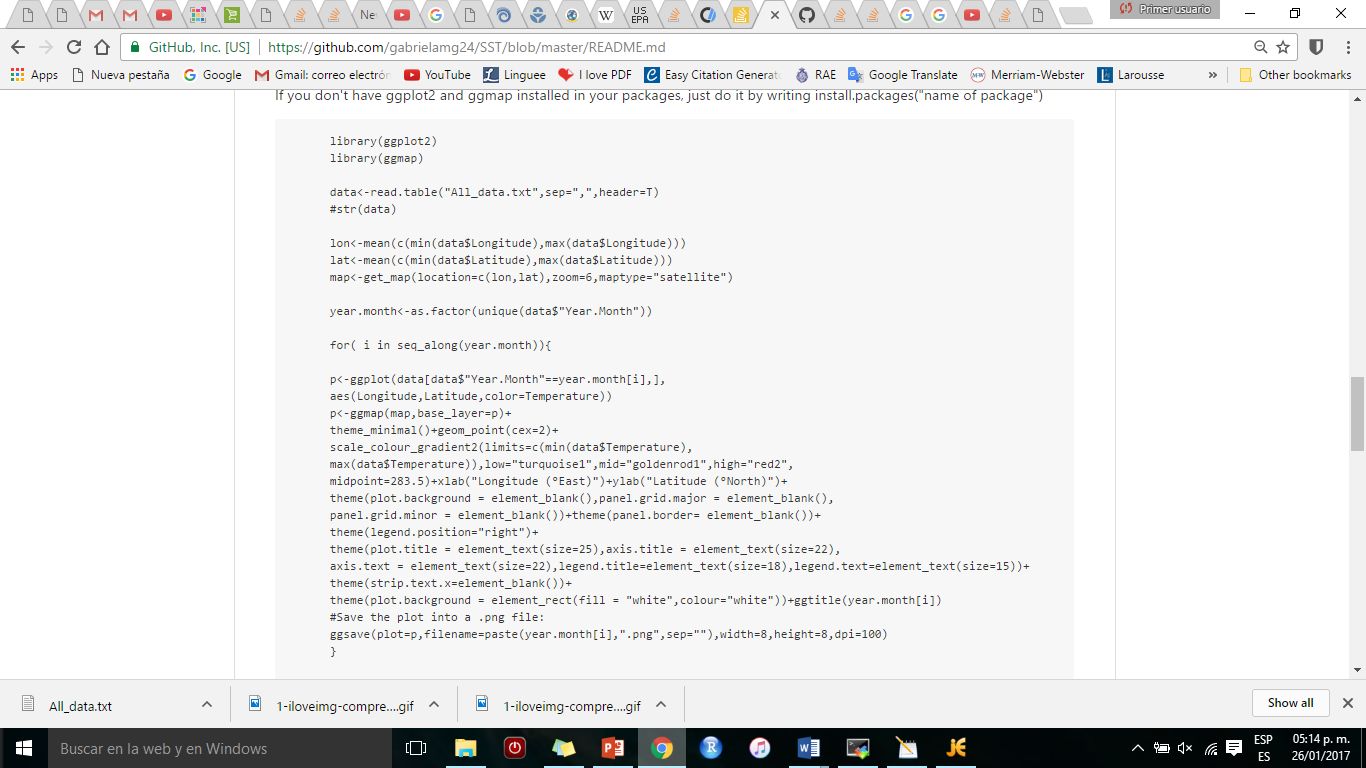 Ne
US
EPA
Primer usuario
GitHub, Inc. [US] | https://github.com/gabrielamg24/SST/blob/master/README.md
Apps Nueva pestaña Google Gmail: correo electrón YouTube Linguee I love PDF Easy Citation Generat RAE Google Translate Merriam-Webster Larousse » Other bookmarks
If you don't have ggplot2 and ggmap installed in your packages, just do it by writing install.packages("name of package")
library(ggplot2)
library(ggmap)
data<-read.table("All_data.txt",sep=",",header=T)
#str(data)
lon<-mean(c(min(data$Longitude),max(data$Longitude)))
lat<-mean(c(min(data$Latitude),max(data$Latitude)))
map<-get_map(location=c(lon,lat),zoom=6,maptype="satellite")
year.month<-as.factor(unique(data$"Year.Month"))
for( i in seq_along(year.month)){
p<-ggplot(data[data$"Year.Month"==year.month[i],],
aes(Longitude,Latitude,color=Temperature))
p<-ggmap(map,base_layer=p)+
theme_minimal()+geom_point(cex=2)+
scale_colour_gradient2(limits=c(min(data$Temperature),
max(data$Temperature)),low="turquoise1",mid="goldenrod1",high="red2",
midpoint=283.5)+xlab("Longitude (°East)")+ylab("Latitude (°North)")+
theme(plot.background = element_blank(),panel.grid.major = element_blank(),
panel.grid.minor = element_blank())+theme(panel.border= element_blank())+
theme(legend.position="right")+
theme(plot.title = element_text(size=25),axis.title = element_text(size=22),
axis.text = element_text(size=22),legend.title=element_text(size=18),legend.text=element_text(size=15))+
theme(strip.text.x=element_blank())+
theme(plot.background = element_rect(fill = "white",colour="white"))+ggtitle(year.month[i])
#Save the plot into a .png file:
ggsave(plot=p,filename=paste(year.month[i],".png",sep=""),width=8,height=8,dpi=100)
}
All_data.txt 1-iloveimg-compre....gif 1-iloveimg-compre....gif Show all
Buscar en la web y en Windows
ESP
ES
05:14 p. m.
26/01/2017